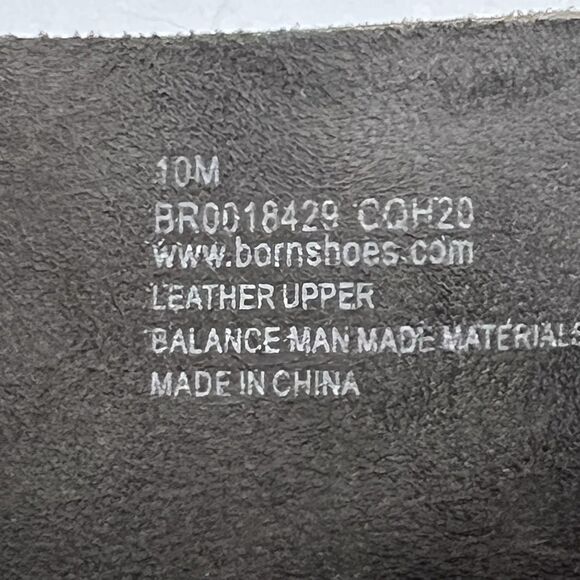 10M
BR0018429 CQH20
www.bornshoes.com
LEATHER UPPER
BALANCE MAN MADE MATERIALS
MADE IN CHINA